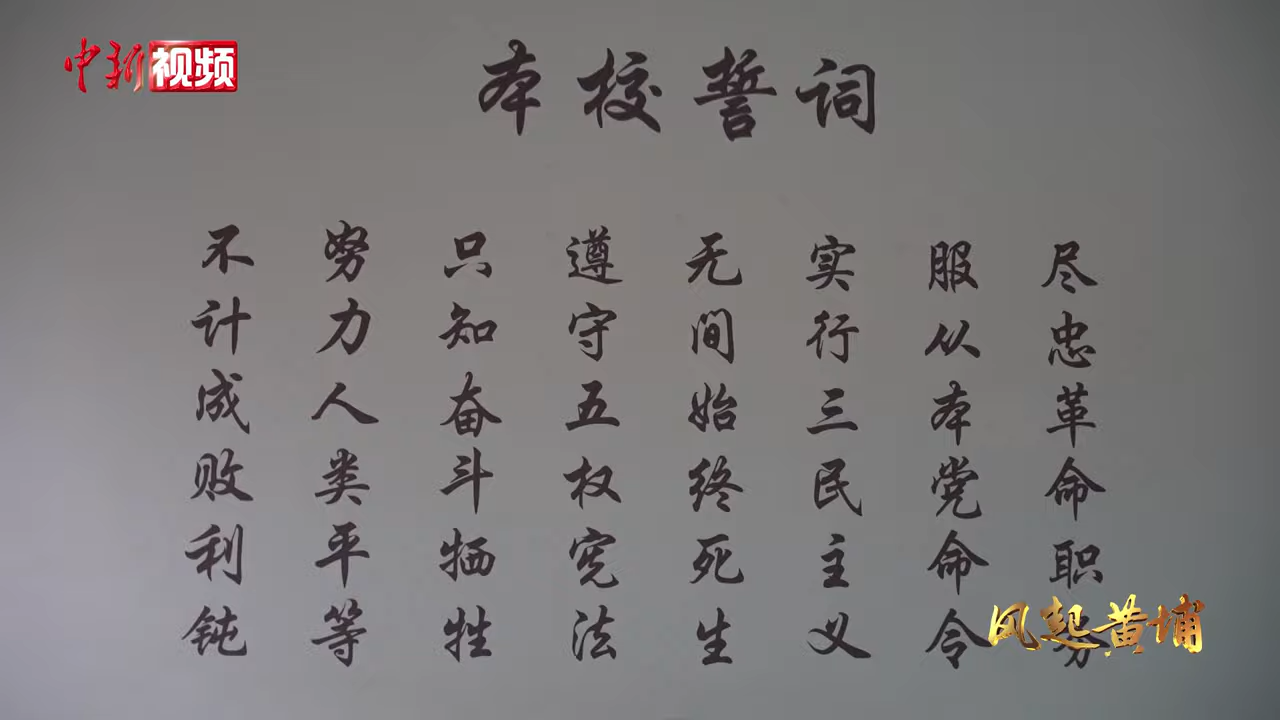 中新视频
本校誓词
尽忠革命职务
服从本党命令
实行三民主义
无间始终死生
遵守五权宪法
只知奋斗牺牲
努力人类平等
不计成败利钝
风起黄埔